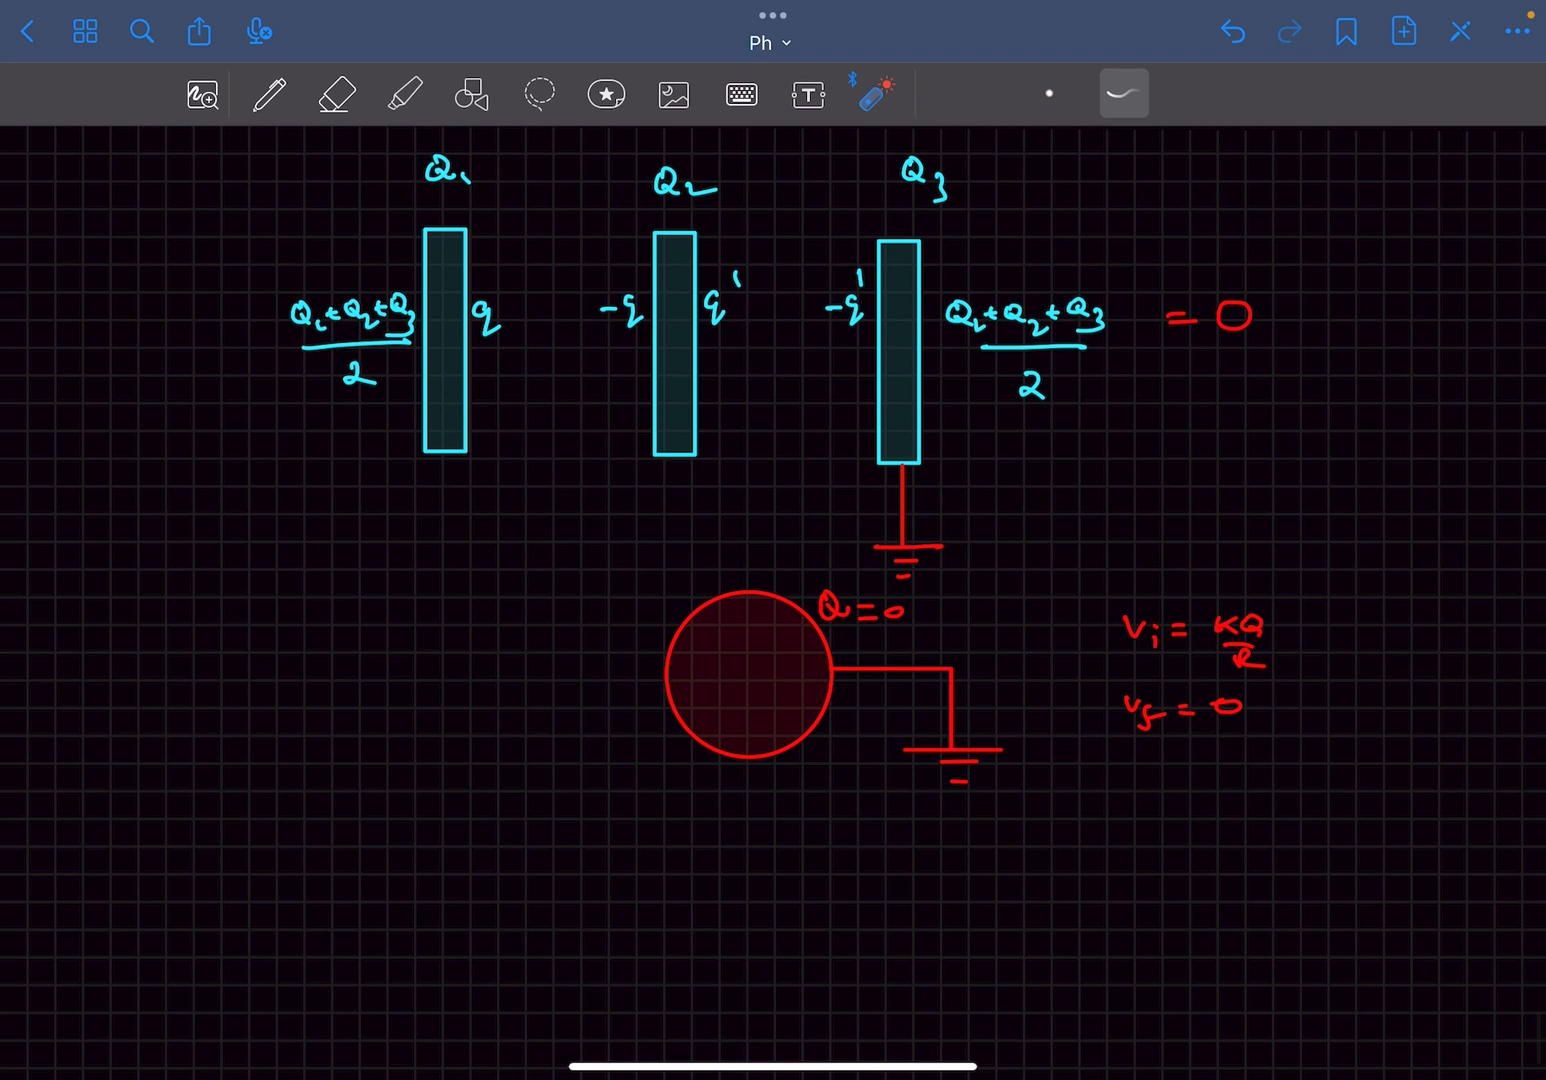 Ph
T
Q₁
Q₂
Q₃
Q₁+Q₂+Q₃
2
q
-q
q'
-q'
Q₁+Q₂+Q₃
2
= 0
Q=0
Vi = KQ
R
Vf = 0